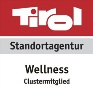 Tirol
Standortagentur
Wellness
Clustermitglied